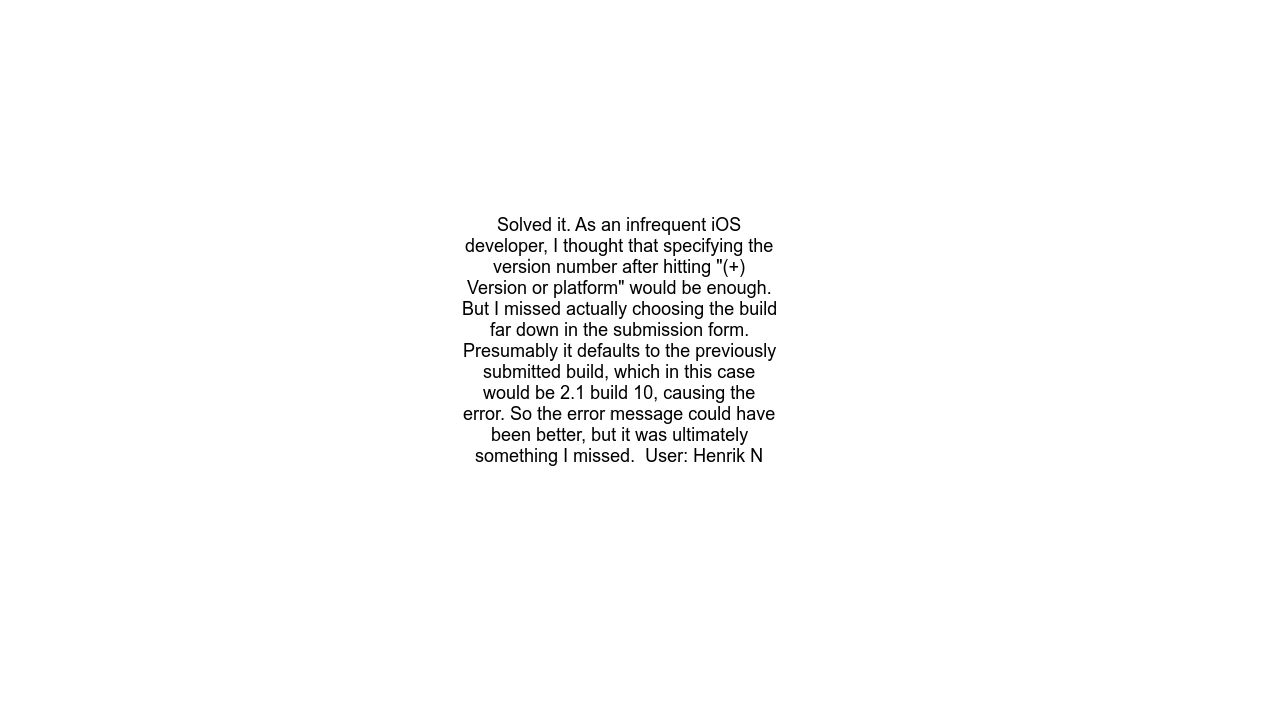 Solved it. As an infrequent iOS
developer, I thought that specifying the
version number after hitting "(+)
Version or platform" would be enough.
But I missed actually choosing the build
far down in the submission form.
Presumably it defaults to the previously
submitted build, which in this case
would be 2.1 build 10, causing the
error. So the error message could have
been better, but it was ultimately
something I missed.  User: Henrik N